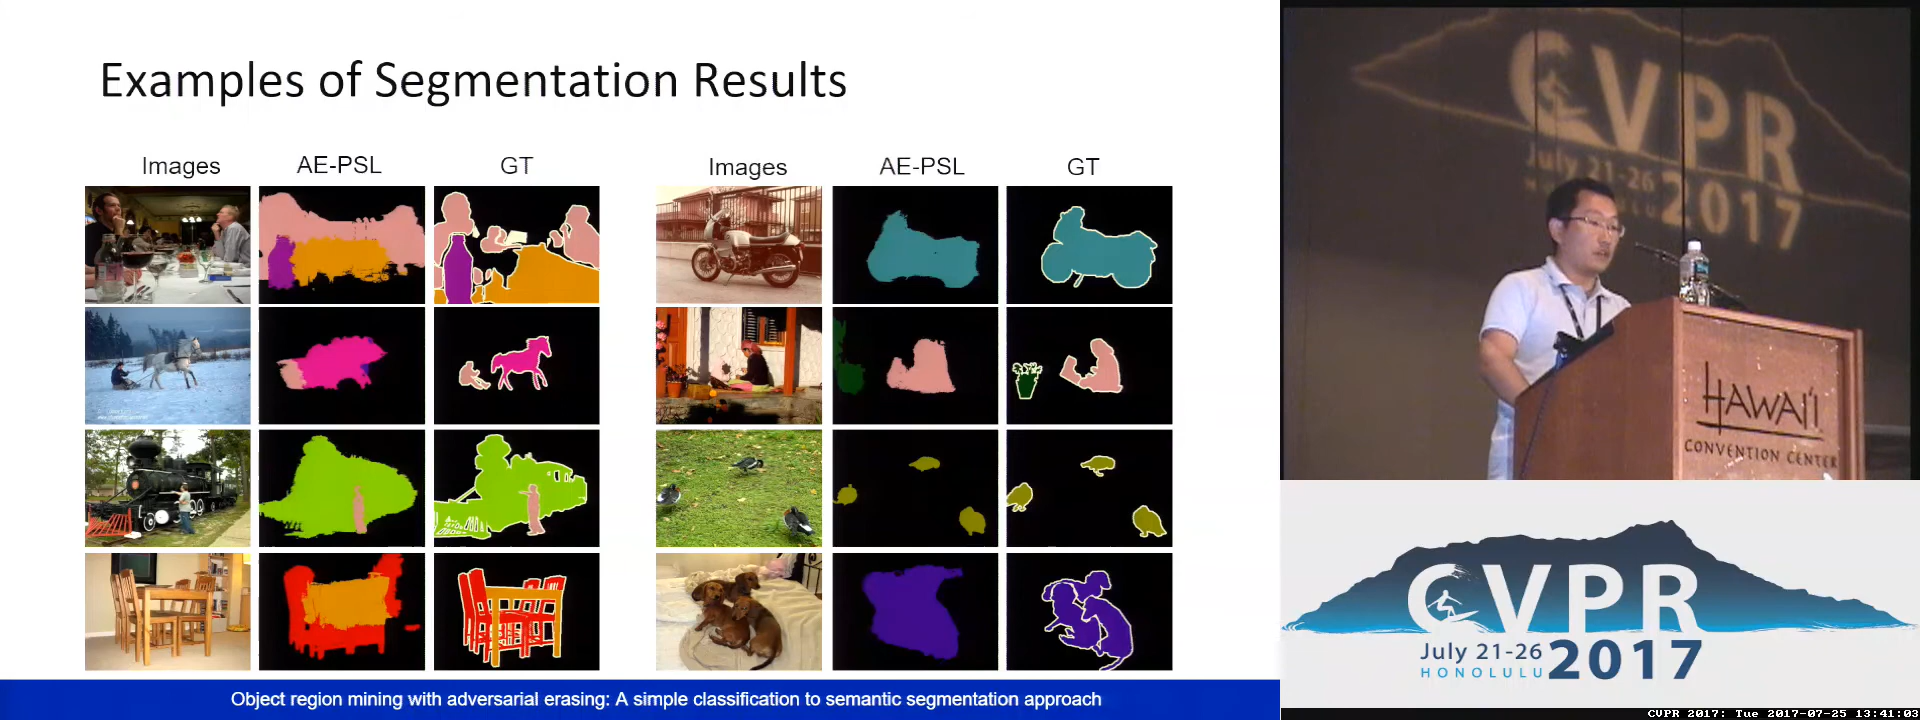 Examples of Segmentation Results
Images AE-PSL GT Images AE-PSL GT
Object region mining with adversarial erasing: A simple classification to semantic segmentation approach
CVPR
July 21-26
2017
HAWAI'I
CONVENTION CENTER
CVPR
July 21-26
HONOLULU
2017
CVPR 2017: Tue 2017-07-25 13:41:03